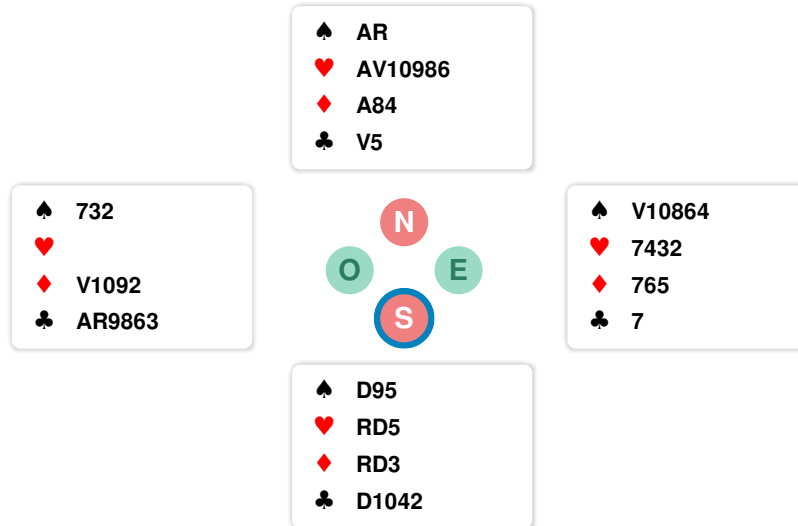 ♠ AR
♥ AV10986
♦ A84
♣ V5
♠ 732
♥
♦ V1092
♣ AR9863
N
O E
S
♠ V10864
♥ 7432
♦ 765
♣ 7
♠ D95
♥ RD5
♦ RD3
♣ D1042